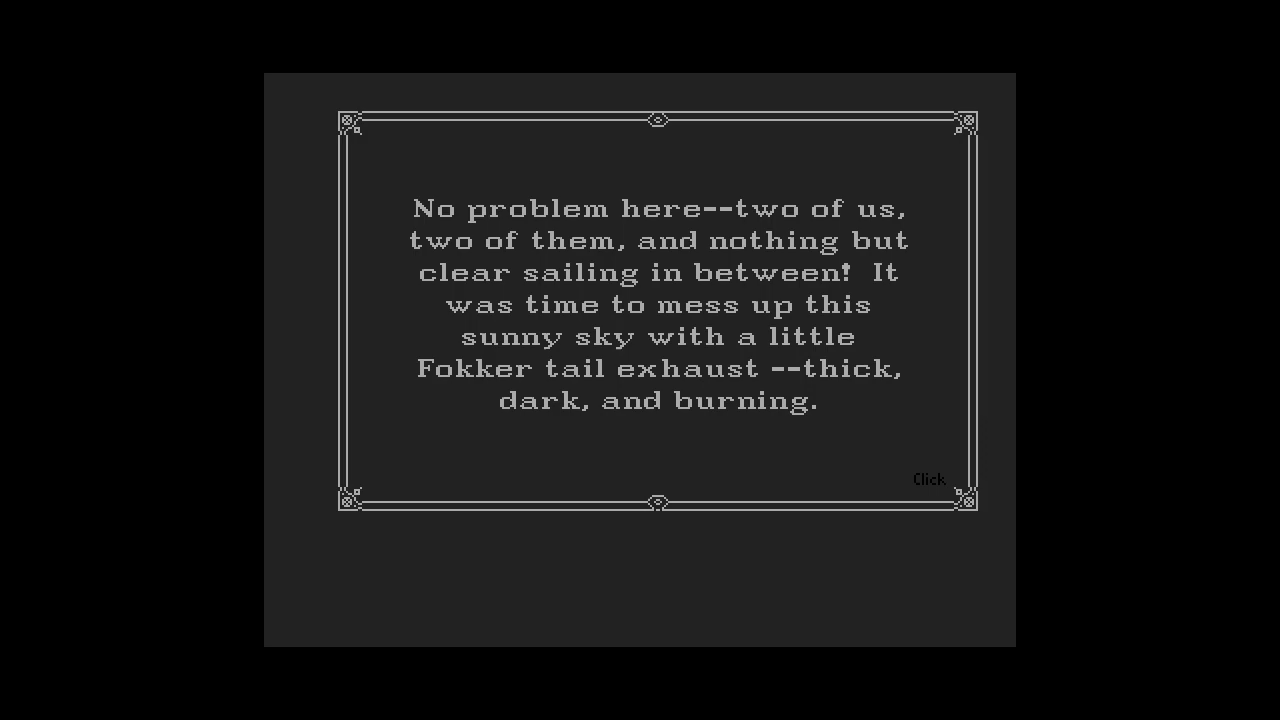 No problem here--two of us,
two of them, and nothing but
clear sailing in between!  It
was time to mess up this
sunny sky with a little
Fokker tail exhaust --thick,
dark, and burning.
Click